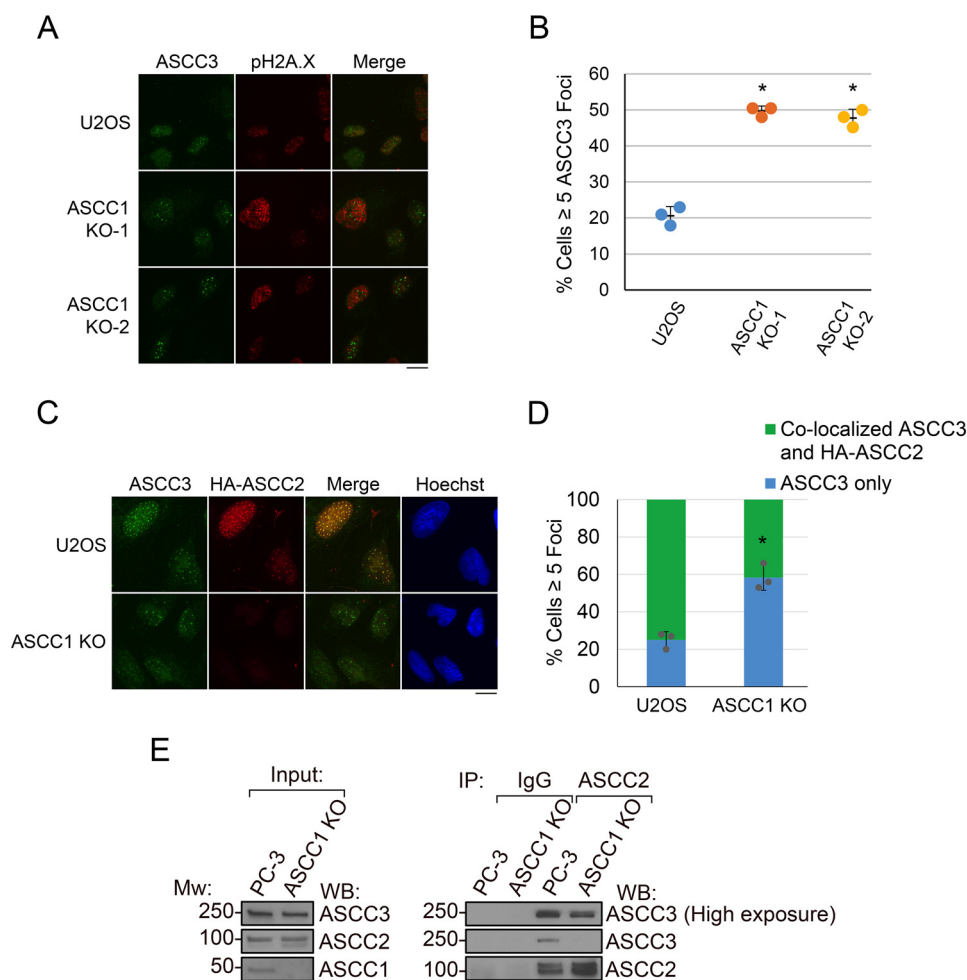 A
ASCC3 pH2A.X Merge
U2OS
ASCC1
KO-1
ASCC1
KO-2
B
% Cells ≥ 5 ASCC3 Foci
60
50
40
30
20
10
0
* *
U2OS
ASCC1
KO-1
ASCC1
KO-2
C
ASCC3 HA-ASCC2 Merge Hoechst
U2OS
ASCC1 KO
D
Co-localized ASCC3
and HA-ASCC2
ASCC3 only
% Cells ≥ 5 Foci
100
80
60
40
20
0
*
U2OS ASCC1 KO
E
Input:
PC-3 ASCC1 KO
Mw: WB:
250 ASCC3
100 ASCC2
50 ASCC1
IP: IgG ASCC2
PC-3 ASCC1 KO PC-3 ASCC1 KO
WB:
250 ASCC3 (High exposure)
250 ASCC3
100 ASCC2